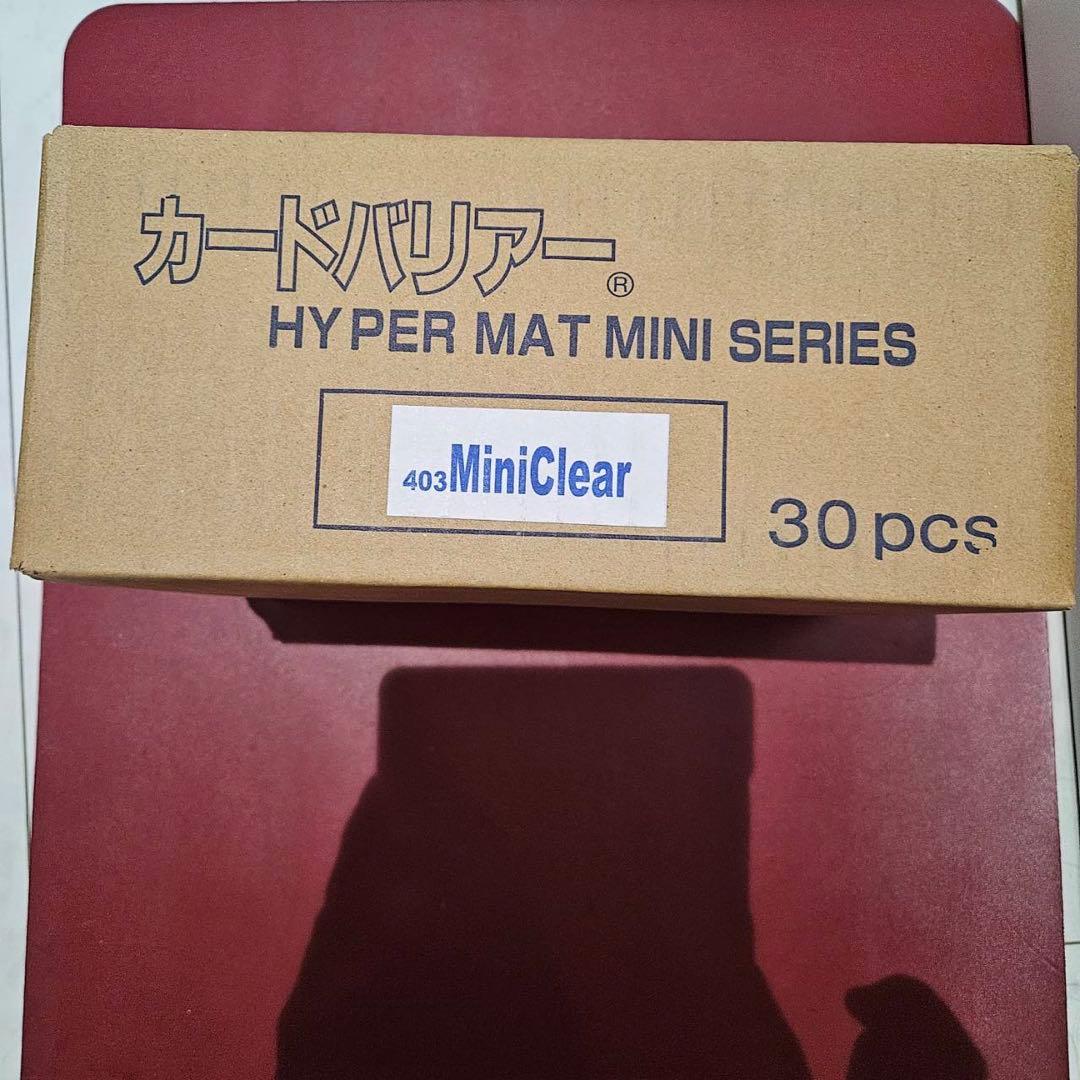 カードバリアー®
HYPER MAT MINI SERIES
403MiniClear
30pcs